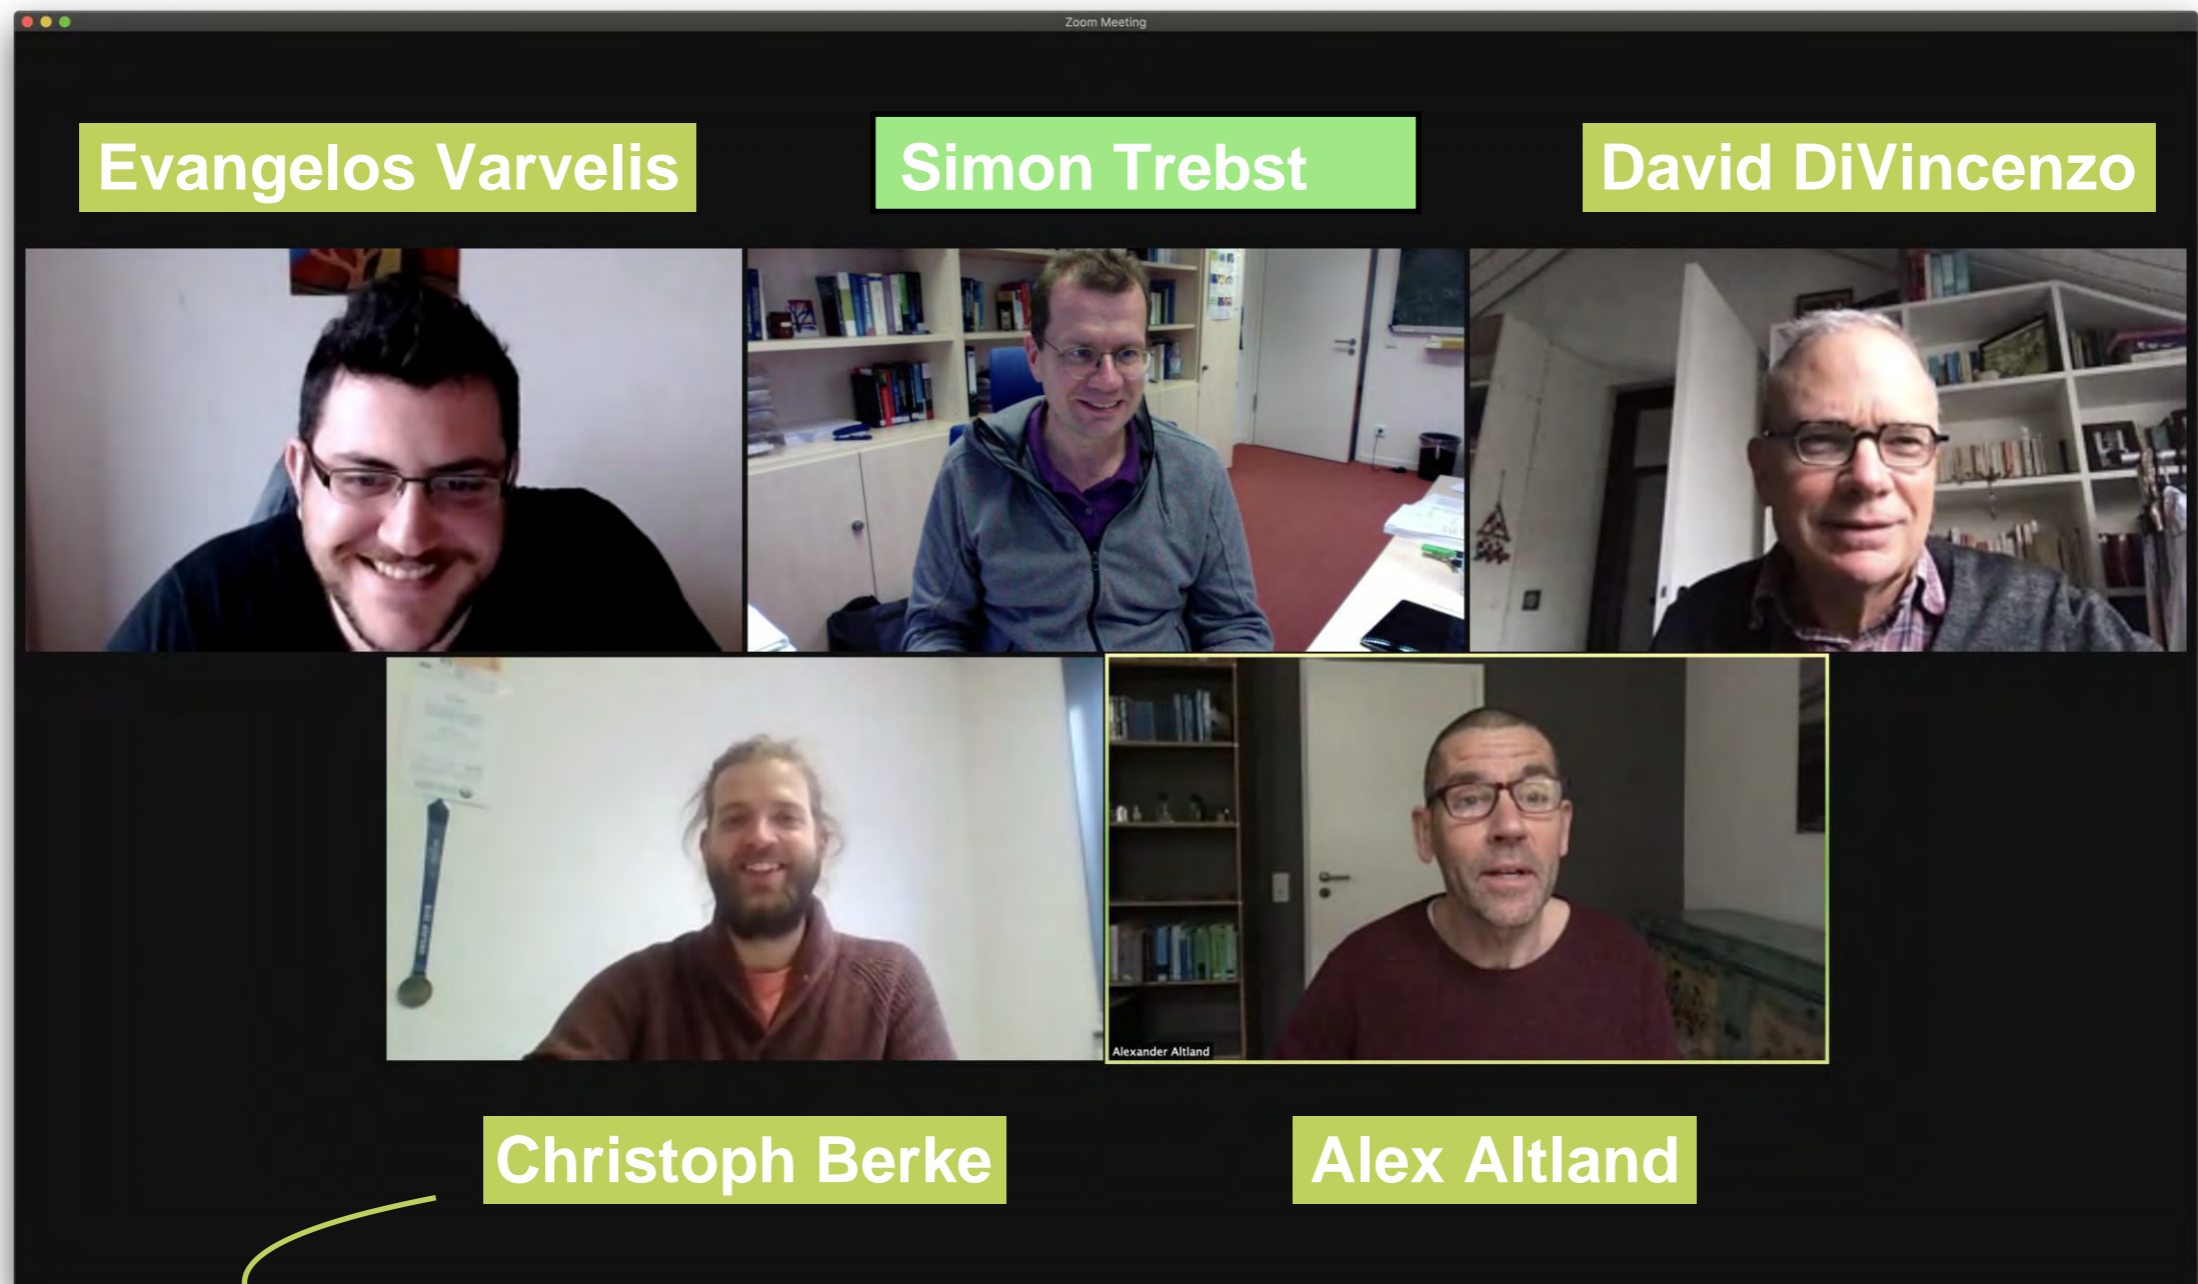 Zoom Meeting
Evangelos Varvelis
Simon Trebst
David DiVincenzo
Alexander Altland
Christoph Berke
Alex Altland